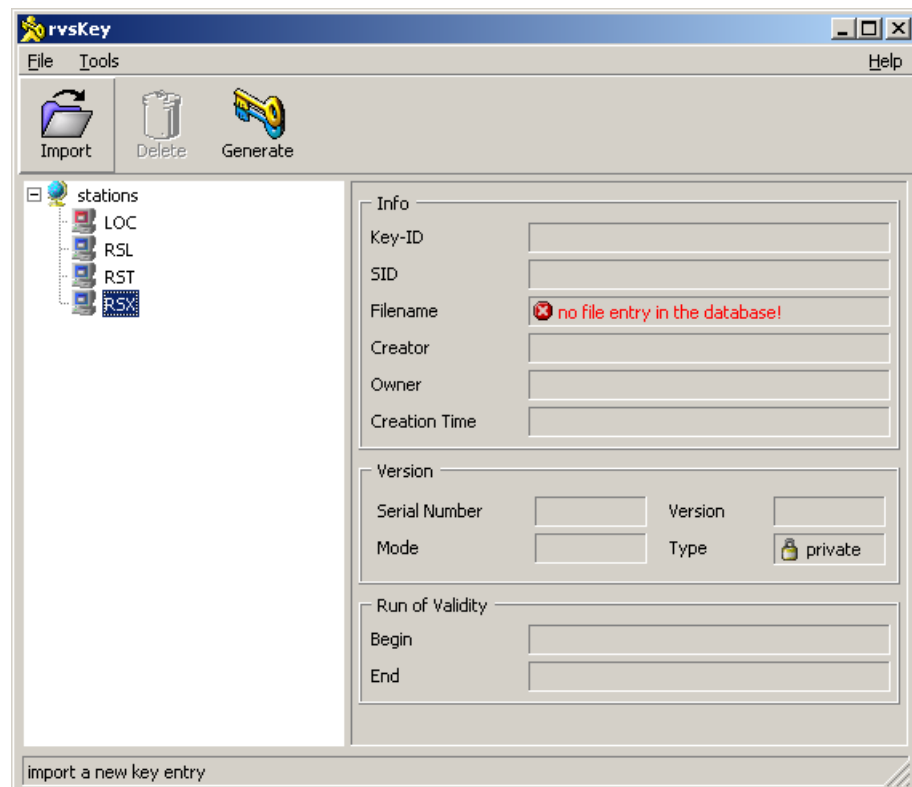 rvsKey
File Tools Help
Import Delete Generate
stations
LOC
RSL
RST
RSX
Info
Key-ID
SID
Filename no file entry in the database!
Creator
Owner
Creation Time
Version
Serial Number Version
Mode Type private
Run of Validity
Begin
End
import a new key entry